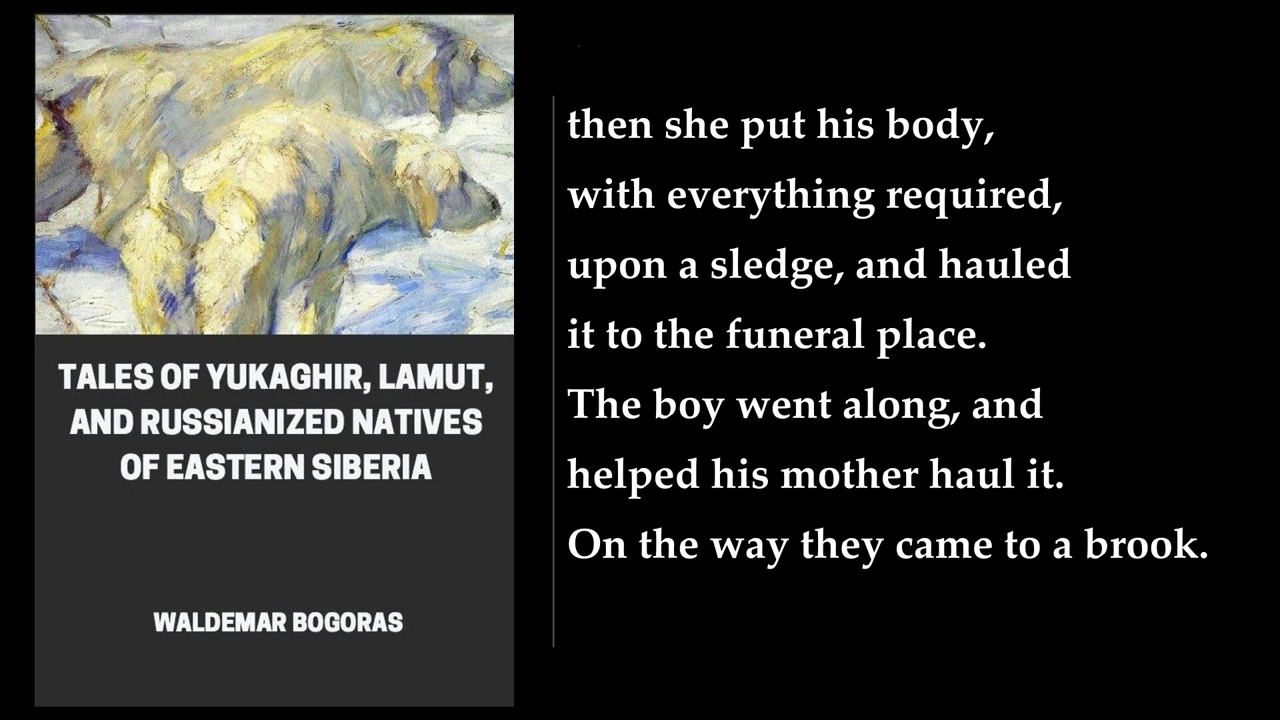 TALES OF YUKAGHIR, LAMUT,
AND RUSSIANIZED NATIVES
OF EASTERN SIBERIA
WALDEMAR BOGORAS
then she put his body,
with everything required,
upon a sledge, and hauled
it to the funeral place.
The boy went along, and
helped his mother haul it.
On the way they came to a brook.